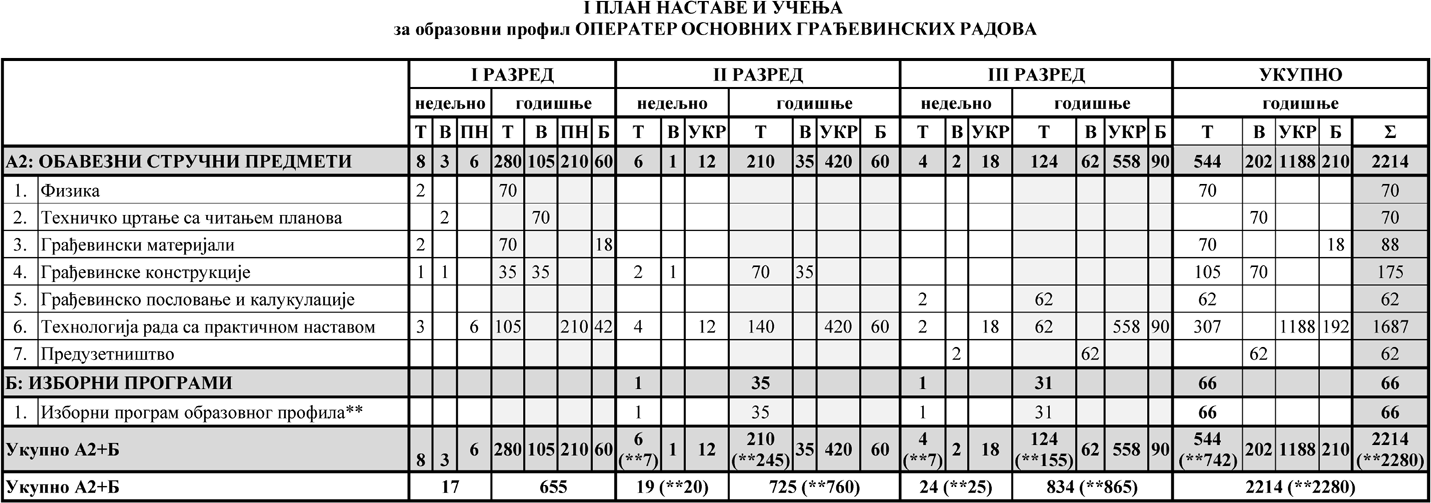 I ПЛАН НАСТАВЕ И УЧЕЊА
за образовни профил ОПЕРАТЕР ОСНОВНИХ ГРАЂЕВИНСКИХ РАДОВА
I РАЗРЕД II РАЗРЕД III РАЗРЕД УКУПНО
недељно годишње недељно годишње недељно годишње годишње
Т В ПН Т В ПН Б Т В УКР Т В УКР Б Т В УКР Т В УКР Б Т В УКР Б Σ
А2: ОБАВЕЗНИ СТРУЧНИ ПРЕДМЕТИ 8 3 6 280 105 210 60 6 1 12 210 35 420 60 4 2 18 124 62 558 90 544 202 1188 210 2214
1. Физика 2 70 70 70
2. Техничко цртање са читањем планова 2 70 70 70
3. Грађевински материјали 2 70 18 70 18 88
4. Грађевинске конструкције 1 1 35 35 2 1 70 35 105 70 175
5. Грађевинско пословање и калукулације 2 62 62 62
6. Технологија рада са практичном наставом 3 6 105 210 42 4 12 140 420 60 2 18 62 558 90 307 1188 192 1687
7. Предузетништво 2 62 62 62
Б: ИЗБОРНИ ПРОГРАМИ 1 35 1 31 66 66
1. Изборни програм образовног профила** 1 35 1 31 66 66
Укупно А2+Б 8 3 6 280 105 210 60 6 (**7) 1 12 210 (**245) 35 420 60 4 (**7) 2 18 124 (**155) 62 558 90 544 (**742) 202 1188 210 2214 (**2280)
Укупно А2+Б 17 655 19 (**20) 725 (**760) 24 (**25) 834 (**865) 2214 (**2280)